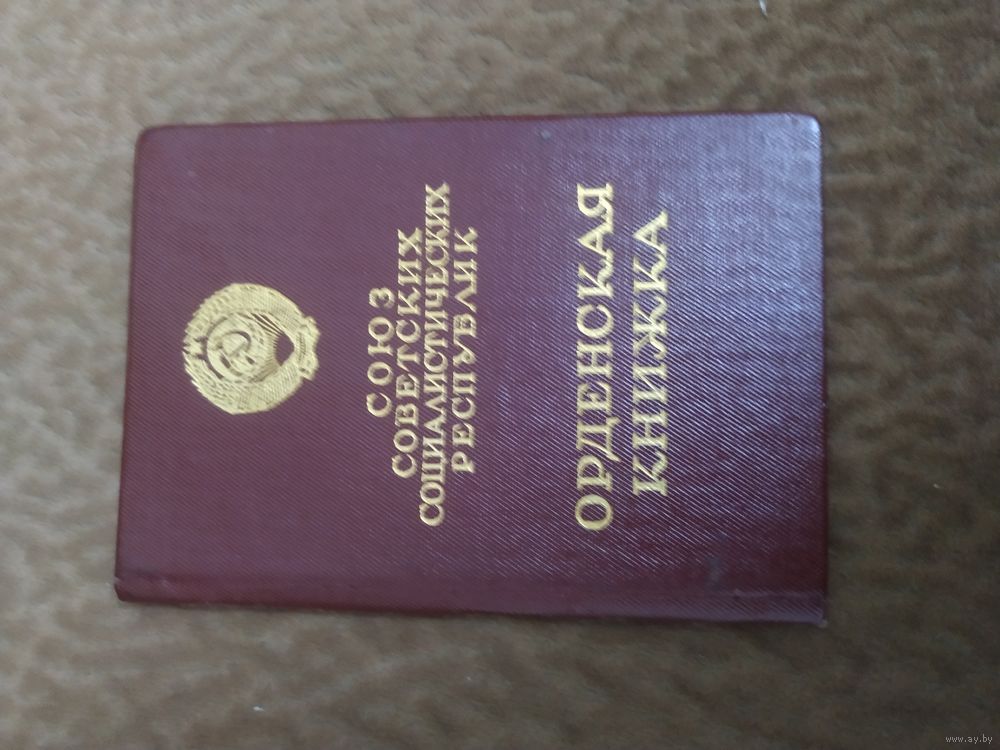 СОЮЗ
СОВЕТСКИХ
СОЦИАЛИСТИЧЕСКИХ
РЕСПУБЛИК
ОРДЕНСКАЯ
КНИЖКА
www.ay.by